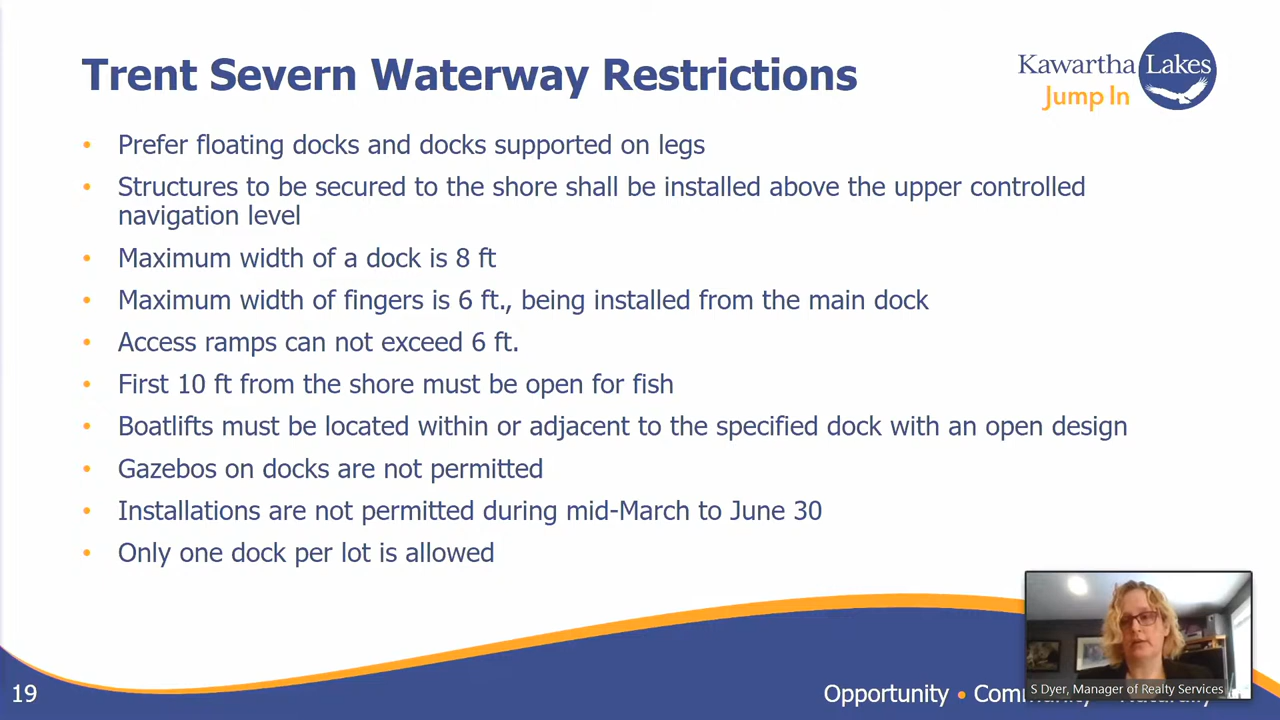 Trent Severn Waterway Restrictions
Kawartha Lakes
Jump In
• Prefer floating docks and docks supported on legs
• Structures to be secured to the shore shall be installed above the upper controlled
navigation level
• Maximum width of a dock is 8 ft
• Maximum width of fingers is 6 ft., being installed from the main dock
• Access ramps can not exceed 6 ft.
• First 10 ft from the shore must be open for fish
• Boatlifts must be located within or adjacent to the specified dock with an open design
• Gazebos on docks are not permitted
• Installations are not permitted during mid-March to June 30
• Only one dock per lot is allowed
S Dyer, Manager of Realty Services
19
Opportunity •